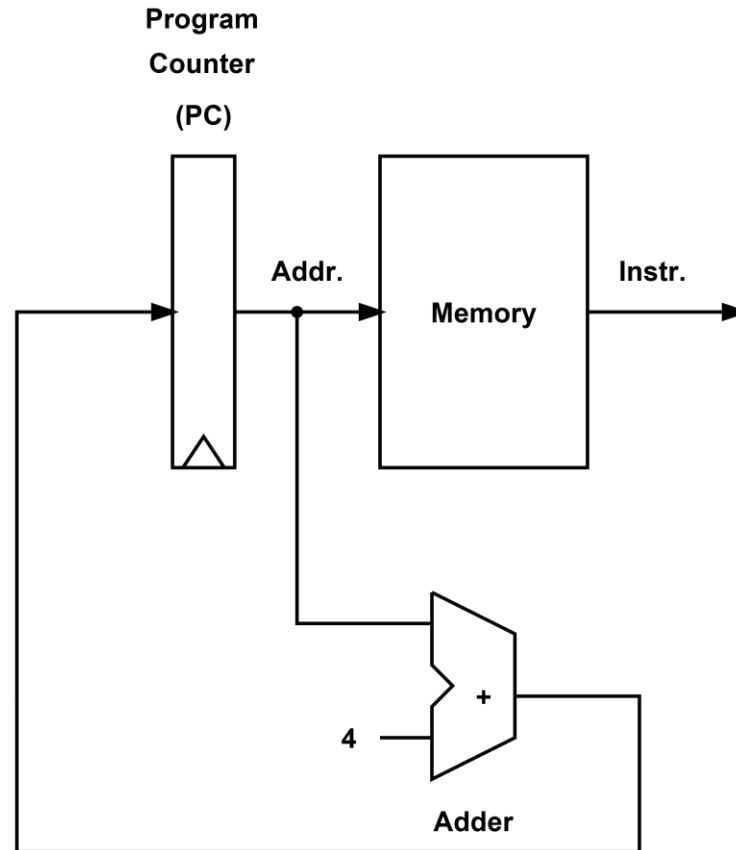 Program
Counter
(PC)
Addr.
Instr.
Memory
+
4
Adder